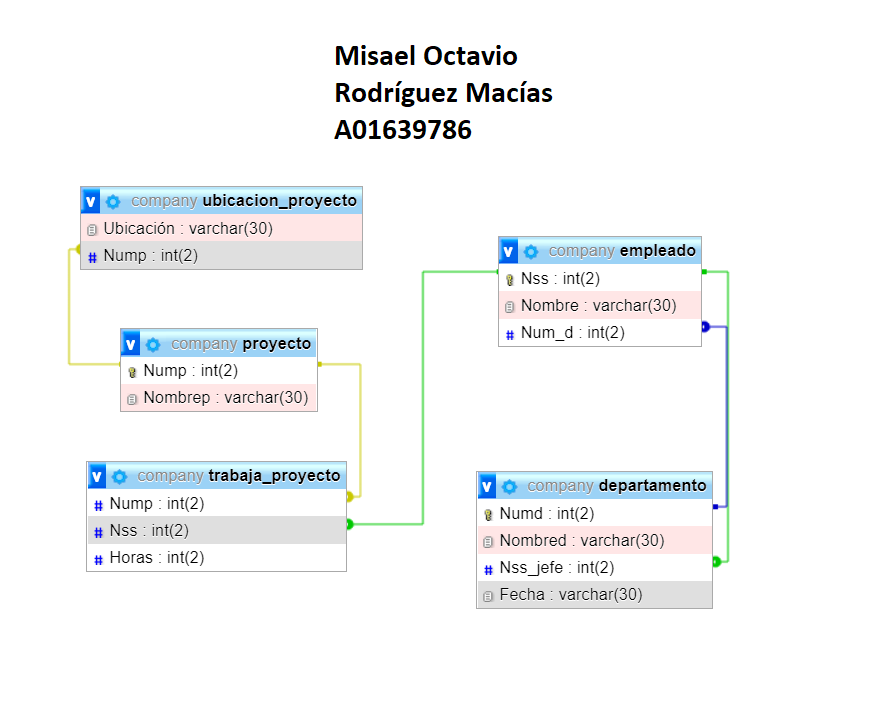 Misael Octavio
Rodríguez Macías
A01639786
v company ubicacion_proyecto
Ubicación : varchar(30)
# Nump : int(2)
v company empleado
Nss : int(2)
Nombre : varchar(30)
# Num_d : int(2)
v company proyecto
Nump : int(2)
Nombrep : varchar(30)
v company trabaja_proyecto
# Nump : int(2)
# Nss : int(2)
# Horas : int(2)
v company departamento
Numd : int(2)
Nombred : varchar(30)
# Nss_jefe : int(2)
Fecha : varchar(30)